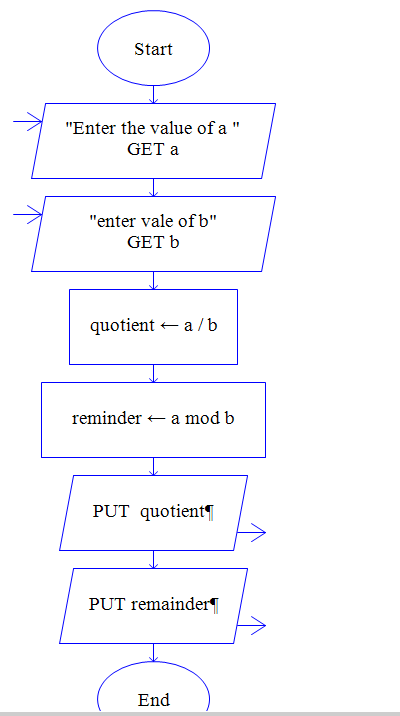 Start
"Enter the value of a "
GET a
"enter vale of b"
GET b
quotient ← a / b
reminder ← a mod b
PUT  quotient¶
PUT remainder¶
End